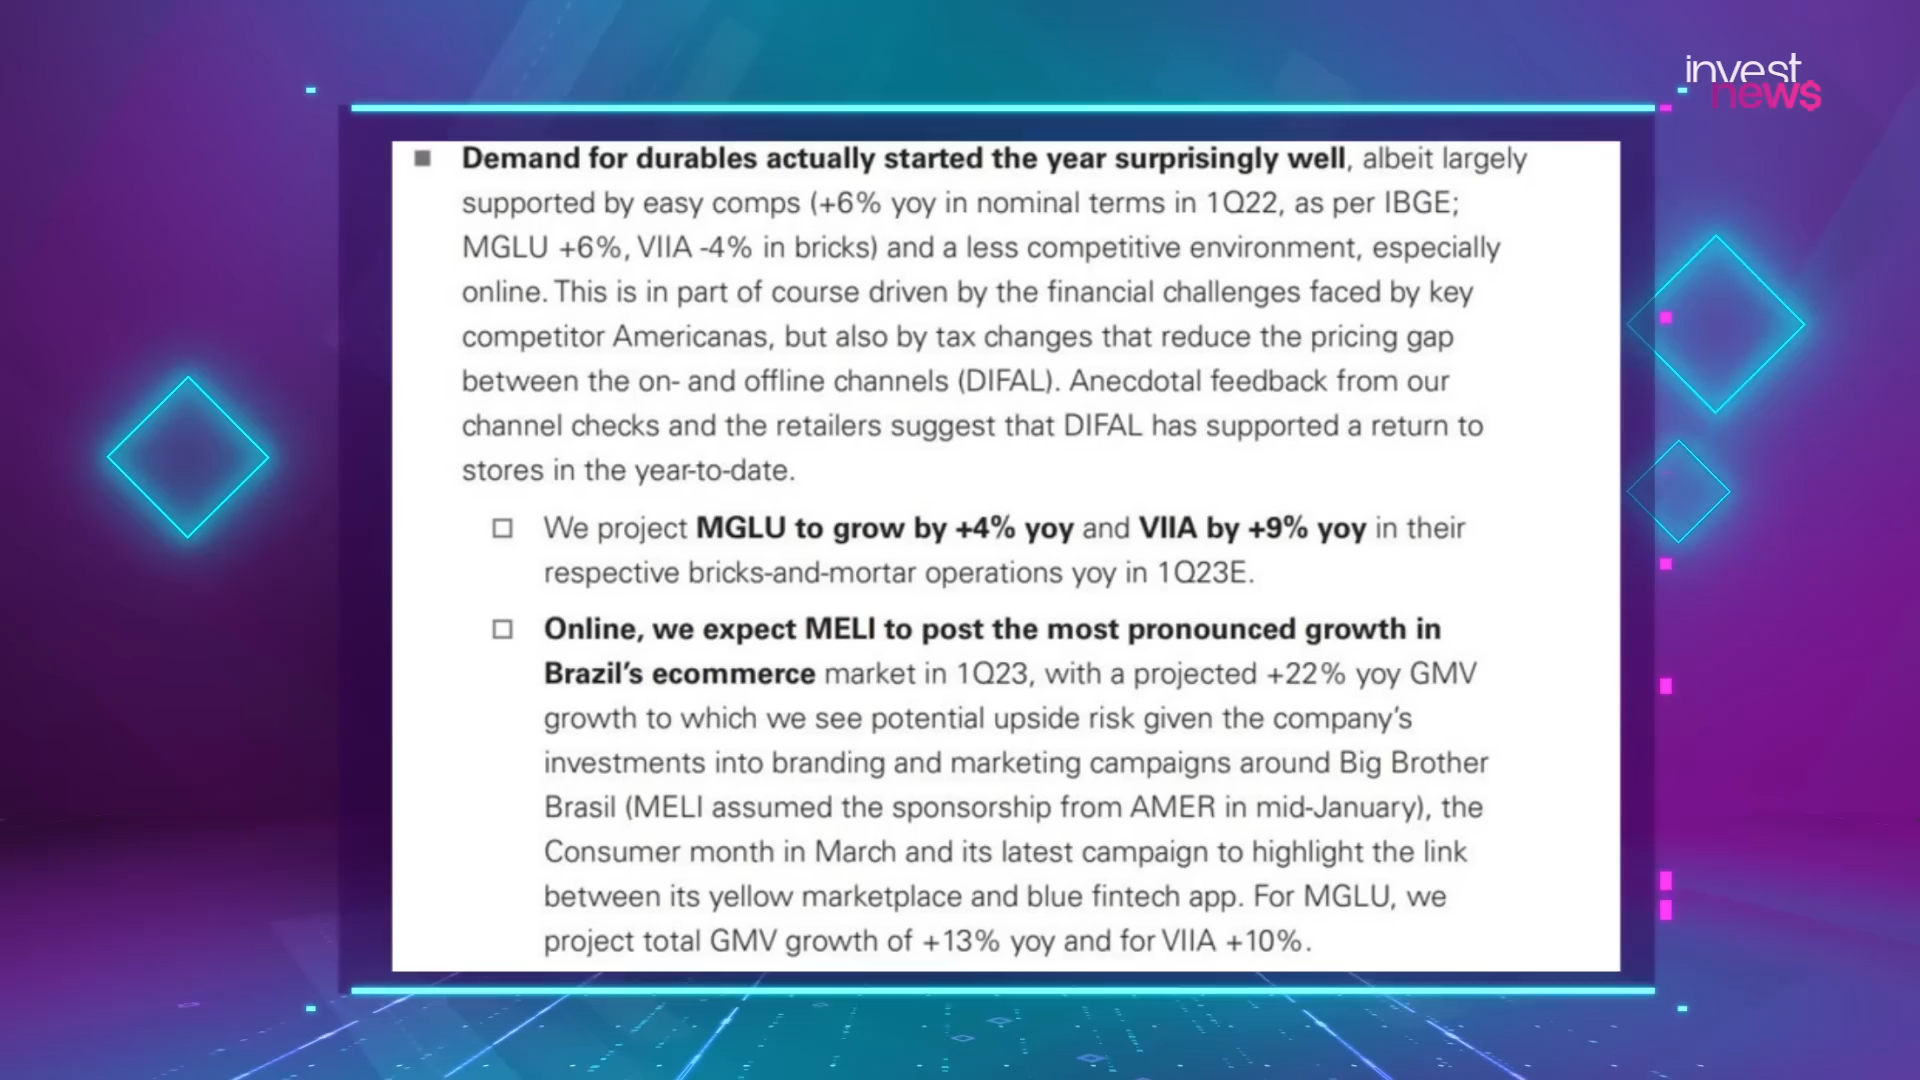 invest
news
Demand for durables actually started the year surprisingly well, albeit largely
supported by easy comps (+6% yoy in nominal terms in 1Q22, as per IBGE;
MGLU +6%, VIIA -4% in bricks) and a less competitive environment, especially
online. This is in part of course driven by the financial challenges faced by key
competitor Americanas, but also by tax changes that reduce the pricing gap
between the on- and offline channels (DIFAL). Anecdotal feedback from our
channel checks and the retailers suggest that DIFAL has supported a return to
stores in the year-to-date.
We project MGLU to grow by +4% yoy and VIIA by +9% yoy in their
respective bricks-and-mortar operations yoy in 1Q23E.
Online, we expect MELI to post the most pronounced growth in
Brazil's ecommerce market in 1Q23, with a projected +22% yoy GMV
growth to which we see potential upside risk given the company's
investments into branding and marketing campaigns around Big Brother
Brasil (MELI assumed the sponsorship from AMER in mid-January), the
Consumer month in March and its latest campaign to highlight the link
between its yellow marketplace and blue fintech app. For MGLU, we
project total GMV growth of +13% yoy and for VIIA +10%.